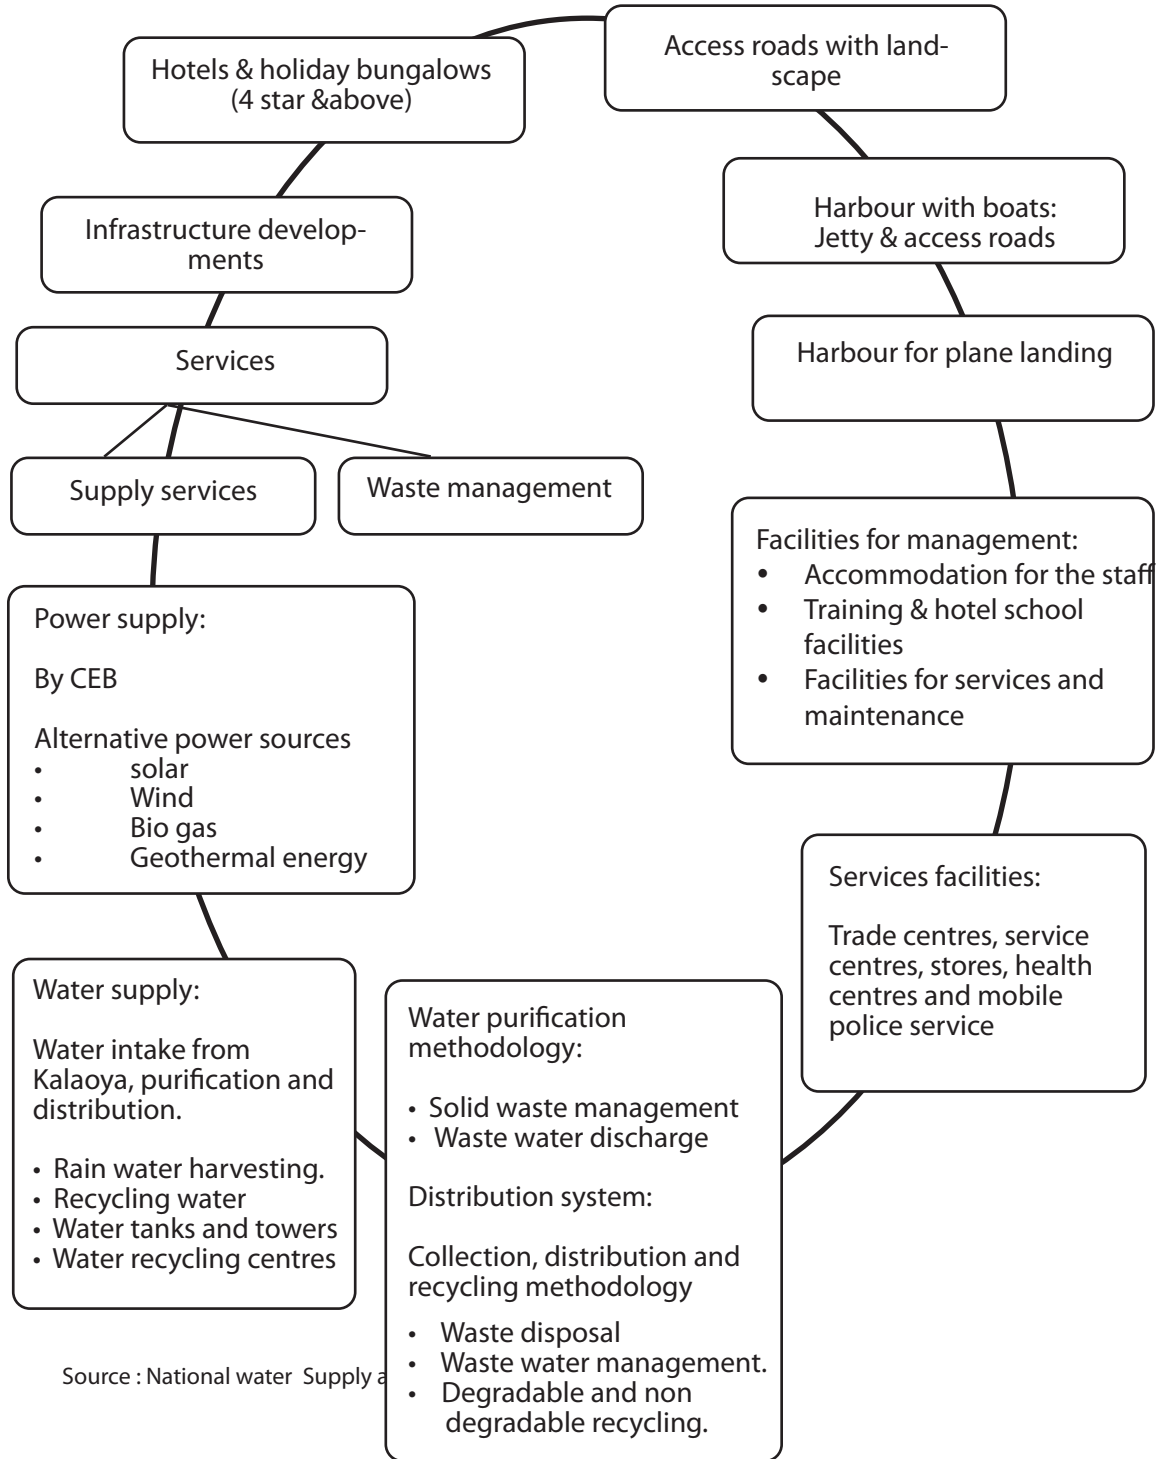 Hotels & holiday bungalows
(4 star &above)
Access roads with land-
scape
Infrastructure develop-
ments
Harbour with boats:
Jetty & access roads
Services
Harbour for plane landing
Supply services
Waste management
Facilities for management:
• Accommodation for the staff
• Training & hotel school
facilities
• Facilities for services and
maintenance
Power supply:
By CEB
Alternative power sources
• solar
• Wind
• Bio gas
• Geothermal energy
Services facilities:
Trade centres, service
centres, stores, health
centres and mobile
police service
Water supply:
Water intake from
Kalaoya, purification and
distribution.
• Rain water harvesting.
• Recycling water
• Water tanks and towers
• Water recycling centres
Water purification
methodology:
• Solid waste management
• Waste water discharge
Distribution system:
Collection, distribution and
recycling methodology
• Waste disposal
• Waste water management.
• Degradable and non
degradable recycling.
Source : National water Supply a